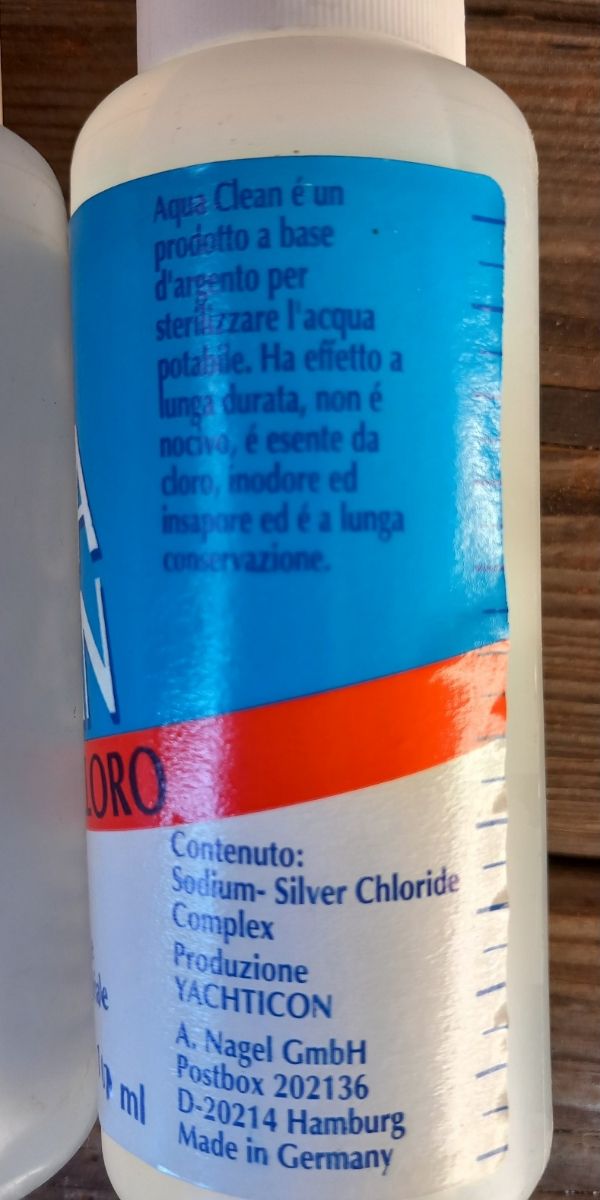 Aqua Clean é un
prodotto a base
d'argento per
sterilizzare l'acqua
potabile. Ha effetto a
lunga durata, non é
nocivo, é esente da
cloro, inodore ed
insapore ed é a lunga
conservazione.
A
N
LORO
Contenuto:
Sodium- Silver Chloride
Complex
Produzione
YACHTICON
A. Nagel GmbH
Postbox 202136
D-20214 Hamburg
Made in Germany
ml